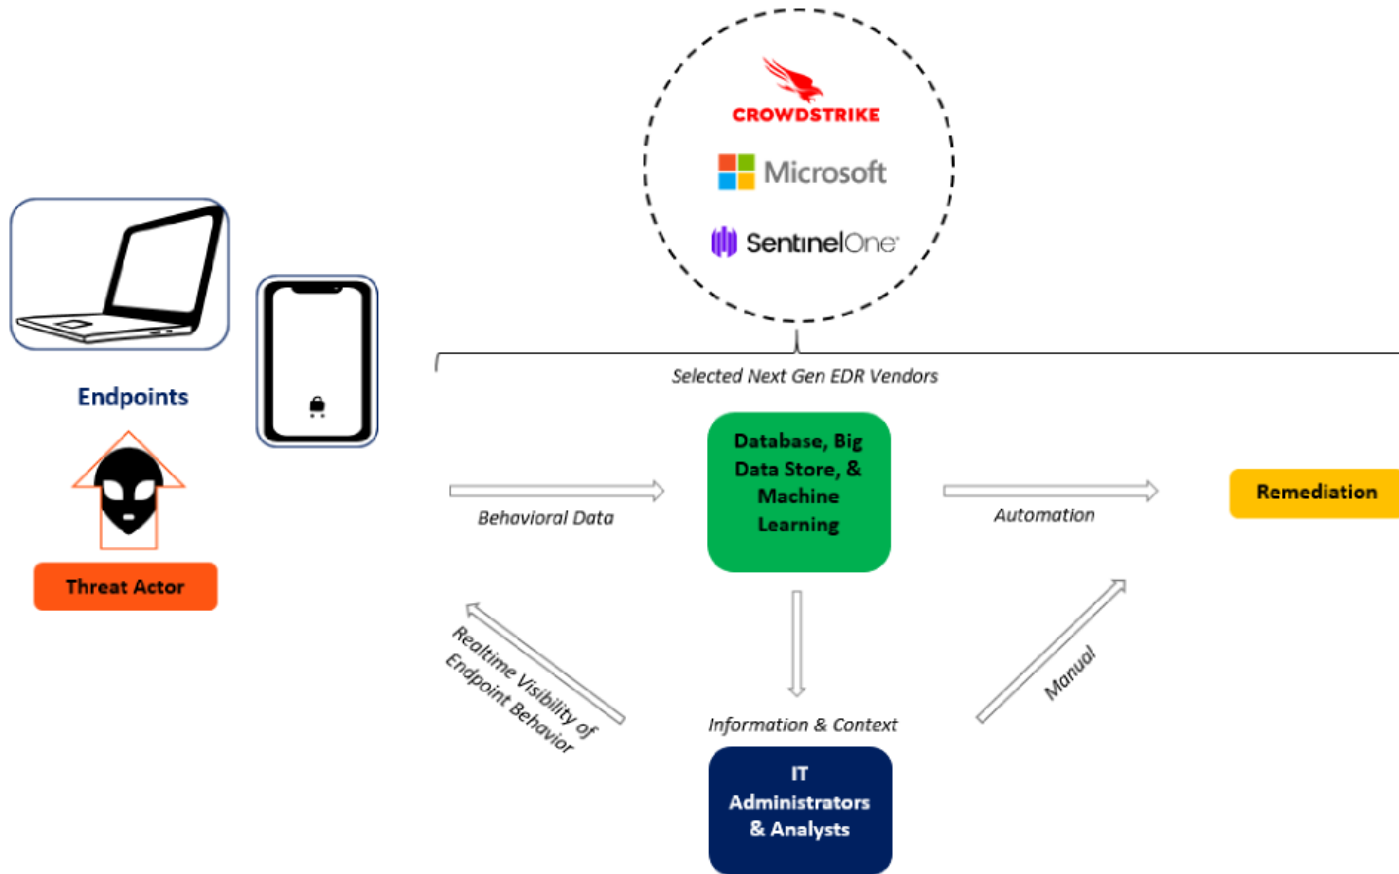 CROWDSTRIKE
Microsoft
SentinelOne
Selected Next Gen EDR Vendors
Endpoints
Threat Actor
Behavioral Data
Database, Big
Data Store, &
Machine
Learning
Automation
Remediation
Realtime Visibility of
Endpoint Behavior
Manual
Information & Context
IT
Administrators
& Analysts